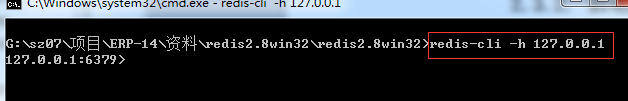 C:\Windows\system32\cmd.exe - redis-cli -h 127.0.0.1
G:\sz07\项目\ERP-14\资料\redis2.8win32\redis2.8win32>redis-cli -h 127.0.0.1
127.0.0.1:6379>